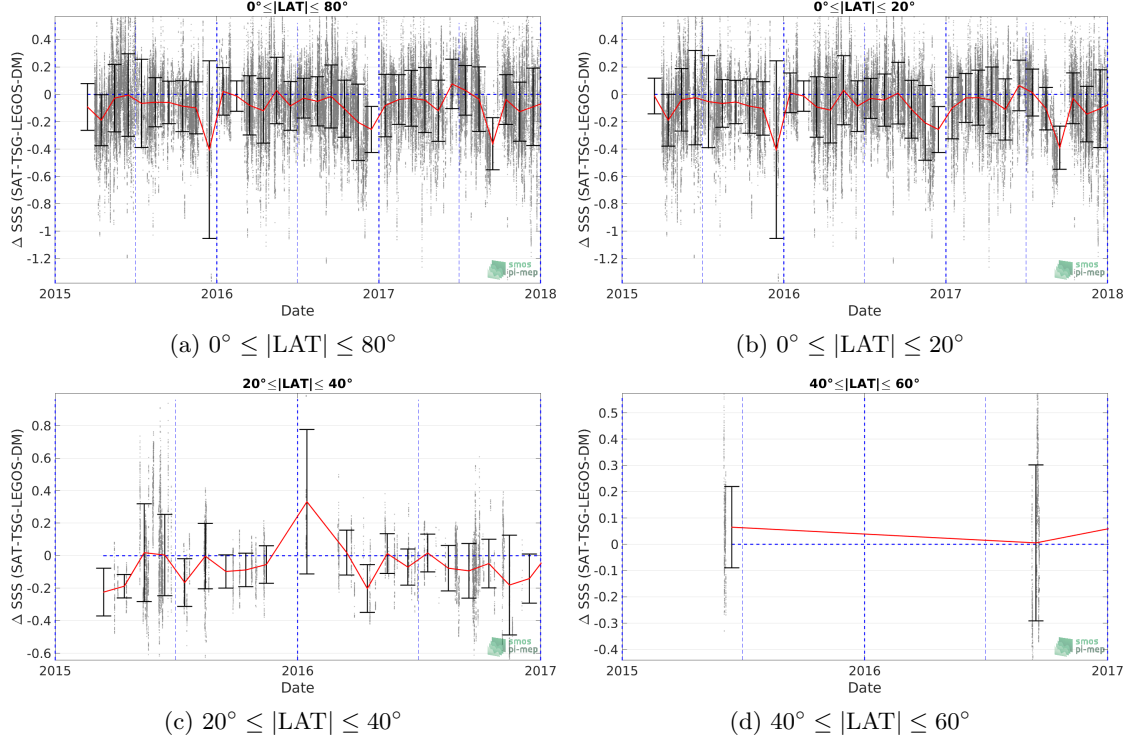 0°≤|LAT|≤ 80°
Δ SSS (SAT-TSG-LEGOS-DM)
0.4
0.2
0
-0.2
-0.4
-0.6
-0.8
-1
-1.2
2015
2016
2017
2018
Date
smos
pi-mep
(a) 0° ≤ |LAT| ≤ 80°
0°≤|LAT|≤ 20°
Δ SSS (SAT-TSG-LEGOS-DM)
0.4
0.2
0
-0.2
-0.4
-0.6
-0.8
-1
-1.2
2015
2016
2017
2018
Date
smos
pi-mep
(b) 0° ≤ |LAT| ≤ 20°
20°≤|LAT|≤ 40°
Δ SSS (SAT-TSG-LEGOS-DM)
0.8
0.6
0.4
0.2
0
-0.2
-0.4
-0.6
2015
2016
2017
Date
smos
pi-mep
(c) 20° ≤ |LAT| ≤ 40°
40°≤|LAT|≤ 60°
Δ SSS (SAT-TSG-LEGOS-DM)
0.5
0.4
0.3
0.2
0.1
0
-0.1
-0.2
-0.3
-0.4
2015
2016
2017
Date
smos
pi-mep
(d) 40° ≤ |LAT| ≤ 60°